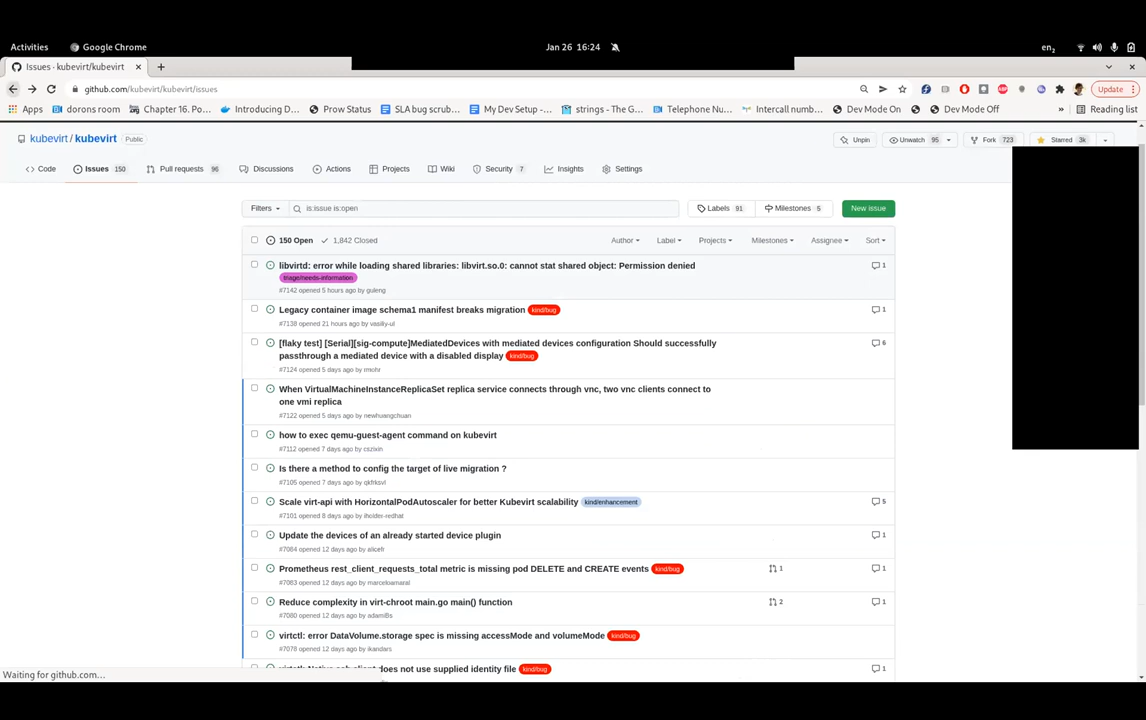 Activities Google Chrome Jan 26 16:24 en2
Issues · kubevirt/kubevirt
github.com/kubevirt/kubevirt/issues Update
Apps dorons room Chapter 16. Po… Introducing D… Prow Status SLA bug scrub… My Dev Setup -… strings – The G… Telephone Nu… Intercall numb… Dev Mode On Dev Mode Off » Reading list
kubevirt / kubevirt Public Unpin Unwatch 95 Fork 723 Starred 3k
Code Issues 150 Pull requests 96 Discussions Actions Projects Wiki Security 7 Insights Settings
Filters is:issue is:open Labels 91 Milestones 5 New issue
150 Open 1,842 Closed Author Label Projects Milestones Assignee Sort
libvirtd: error while loading shared libraries: libvirt.so.0: cannot stat shared object: Permission denied 1
triage/needs-information
#7142 opened 5 hours ago by guleng
Legacy container image schema1 manifest breaks migration kind/bug 1
#7138 opened 21 hours ago by vasiliy-ul
[flaky test] [Serial][sig-compute]MediatedDevices with mediated devices configuration Should successfully 6
passthrough a mediated device with a disabled display kind/bug
#7124 opened 5 days ago by rmohr
When VirtualMachineInstanceReplicaSet replica service connects through vnc, two vnc clients connect to
one vmi replica
#7122 opened 5 days ago by newhuangchuan
how to exec qemu-guest-agent command on kubevirt
#7112 opened 7 days ago by cszixin
Is there a method to config the target of live migration ?
#7105 opened 7 days ago by qkfrksvl
Scale virt-api with HorizontalPodAutoscaler for better Kubevirt scalability kind/enhancement 5
#7101 opened 8 days ago by iholder-redhat
Update the devices of an already started device plugin 1
#7084 opened 12 days ago by alicefr
Prometheus rest_client_requests_total metric is missing pod DELETE and CREATE events kind/bug 1 1
#7083 opened 12 days ago by marceloamaral
Reduce complexity in virt-chroot main.go main() function 2 1
#7080 opened 12 days ago by adamiBs
virtctl: error DataVolume.storage spec is missing accessMode and volumeMode kind/bug
#7078 opened 12 days ago by ikandars
does not use supplied identity file kind/bug 1
Waiting for github.com…